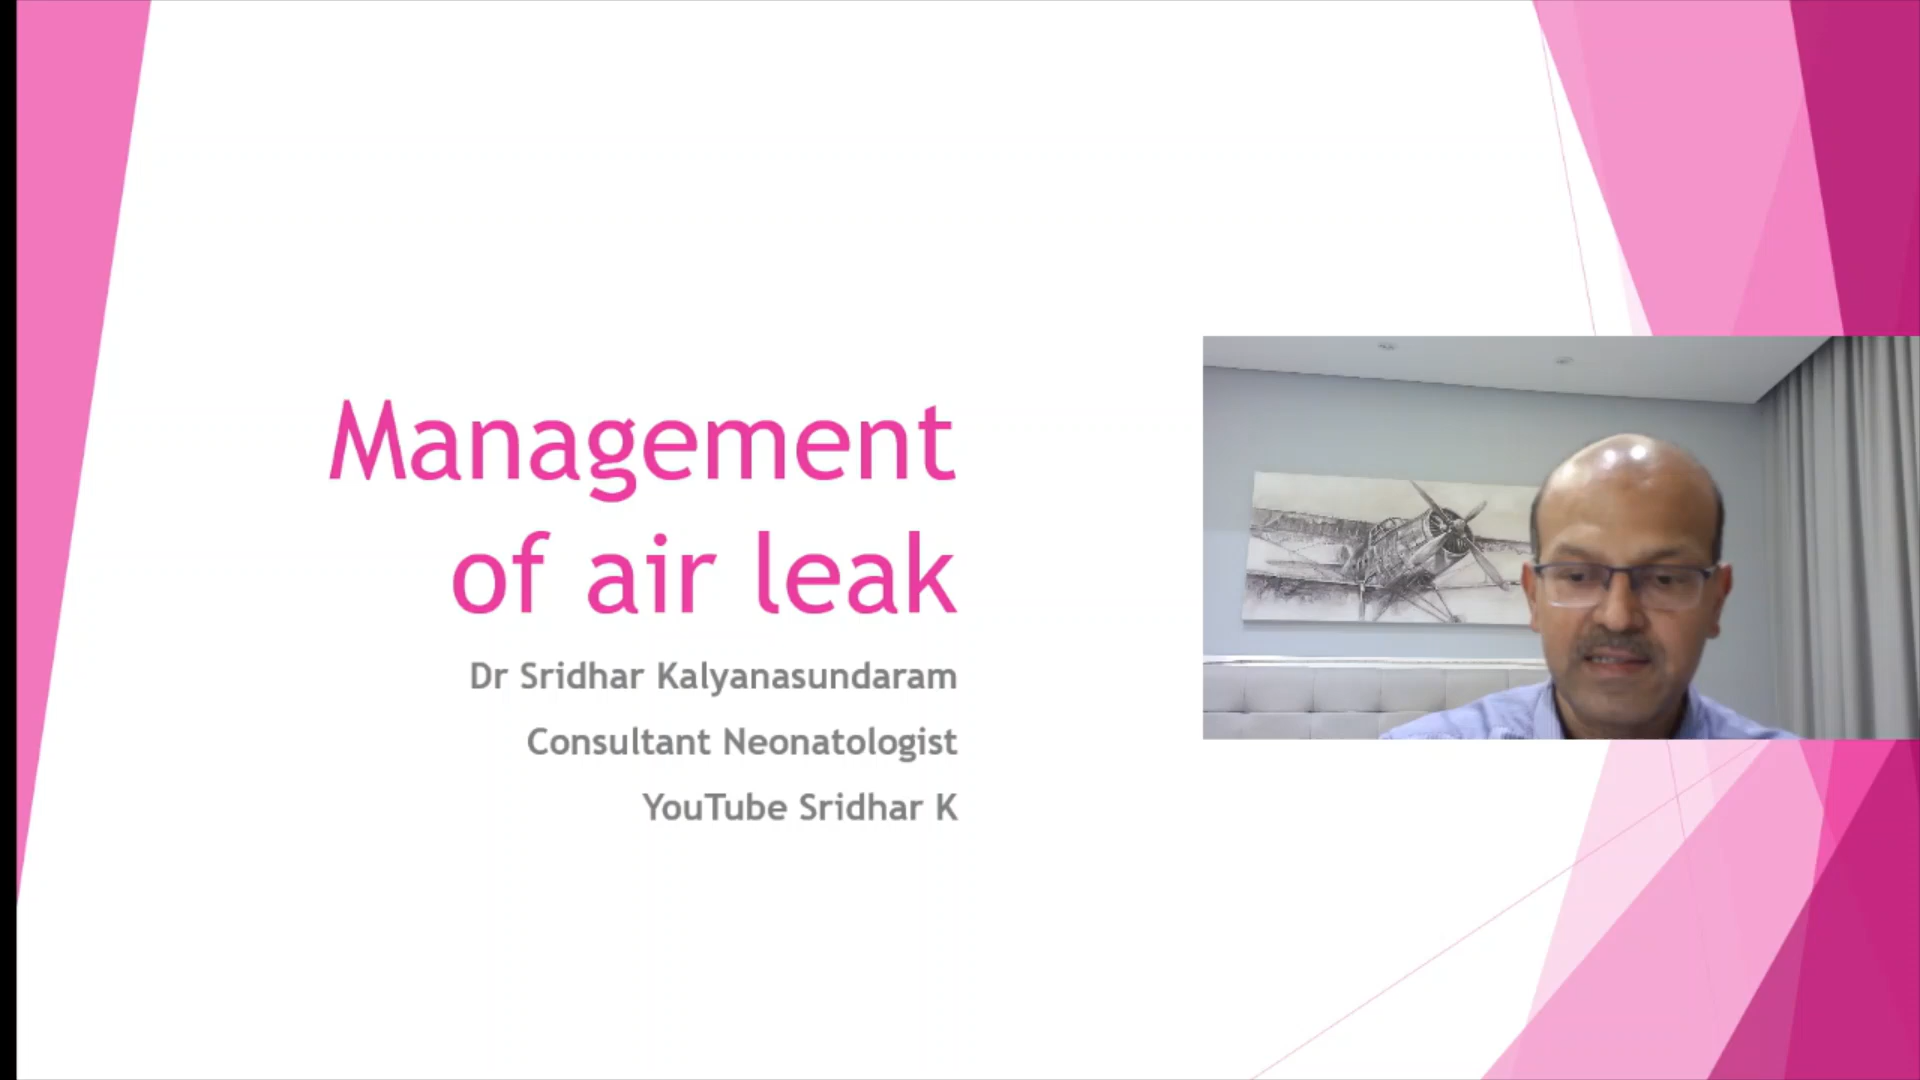 Management
of air leak
Dr Sridhar Kalyanasundaram
Consultant Neonatologist
YouTube Sridhar K